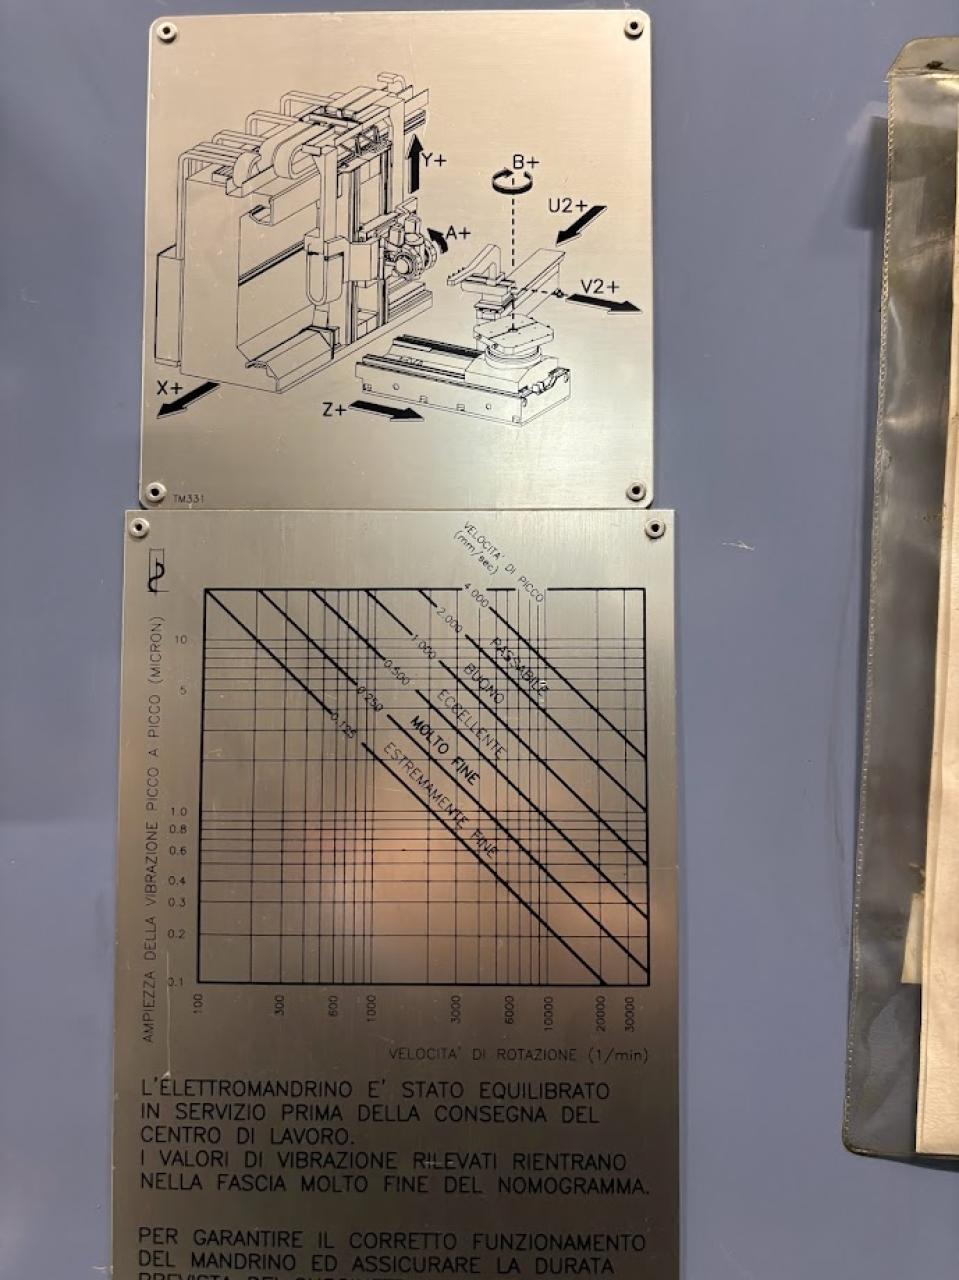 Y+
B+
U2+
A+
V2+
X+
Z+
TM331
VELOCITA' DI PICCO
(mm/sec)
4.000
2.000
1.000
0.500
0.250
0.125
PASSABILE
BUONO
ECCELLENTE
MOLTO FINE
ESTREMAMENTE FINE
AMPIEZZA DELLA VIBRAZIONE PICCO A PICCO (MICRON)
10
5
1.0
0.8
0.6
0.4
0.3
0.2
0.1
100 300 600 1000 3000 6000 10000 20000 30000
VELOCITA' DI ROTAZIONE (1/min)
L'ELETTROMANDRINO E' STATO EQUILIBRATO
IN SERVIZIO PRIMA DELLA CONSEGNA DEL
CENTRO DI LAVORO.
I VALORI DI VIBRAZIONE RILEVATI RIENTRANO
NELLA FASCIA MOLTO FINE DEL NOMOGRAMMA.
PER GARANTIRE IL CORRETTO FUNZIONAMENTO
DEL MANDRINO ED ASSICURARE LA DURATA